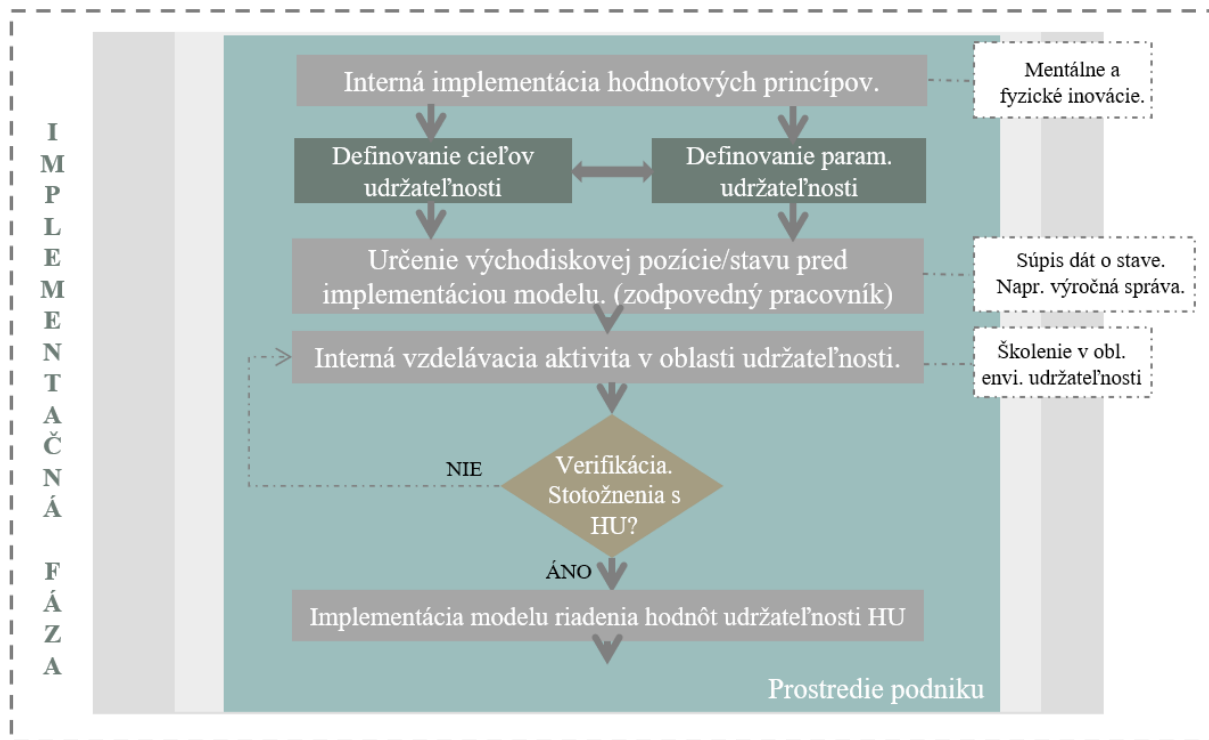 IMPLEMENTAČNÁ FÁZA
Interná implementácia hodnotových princípov.
Mentálne a
fyzické inovácie.
Definovanie cieľov
udržateľnosti
Definovanie param.
udržateľnosti
Určenie východiskovej pozície/stavu pred
implementáciou modelu. (zodpovedný pracovník)
Súpis dát o stave.
Napr. výročná správa.
Interná vzdelávacia aktivita v oblasti udržateľnosti.
Školenie v obl.
envi. udržateľnosti
NIE
Verifikácia.
Stotožnenia s
HU?
ÁNO
Implementácia modelu riadenia hodnôt udržateľnosti HU
Prostredie podniku